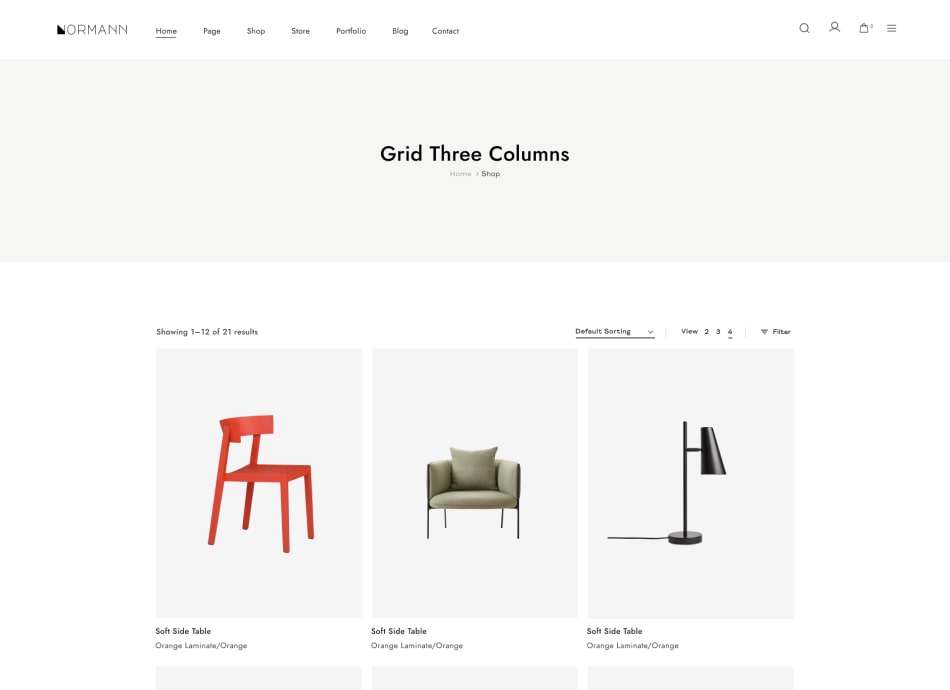 NORMANN Home Page Shop Store Portfolio Blog Contact 0
Grid Three Columns
Home > Shop
Showing 1–12 of 21 results Default Sorting View 2 3 4 Filter
Soft Side Table Soft Side Table Soft Side Table
Orange Laminate/Orange Orange Laminate/Orange Orange Laminate/Orange